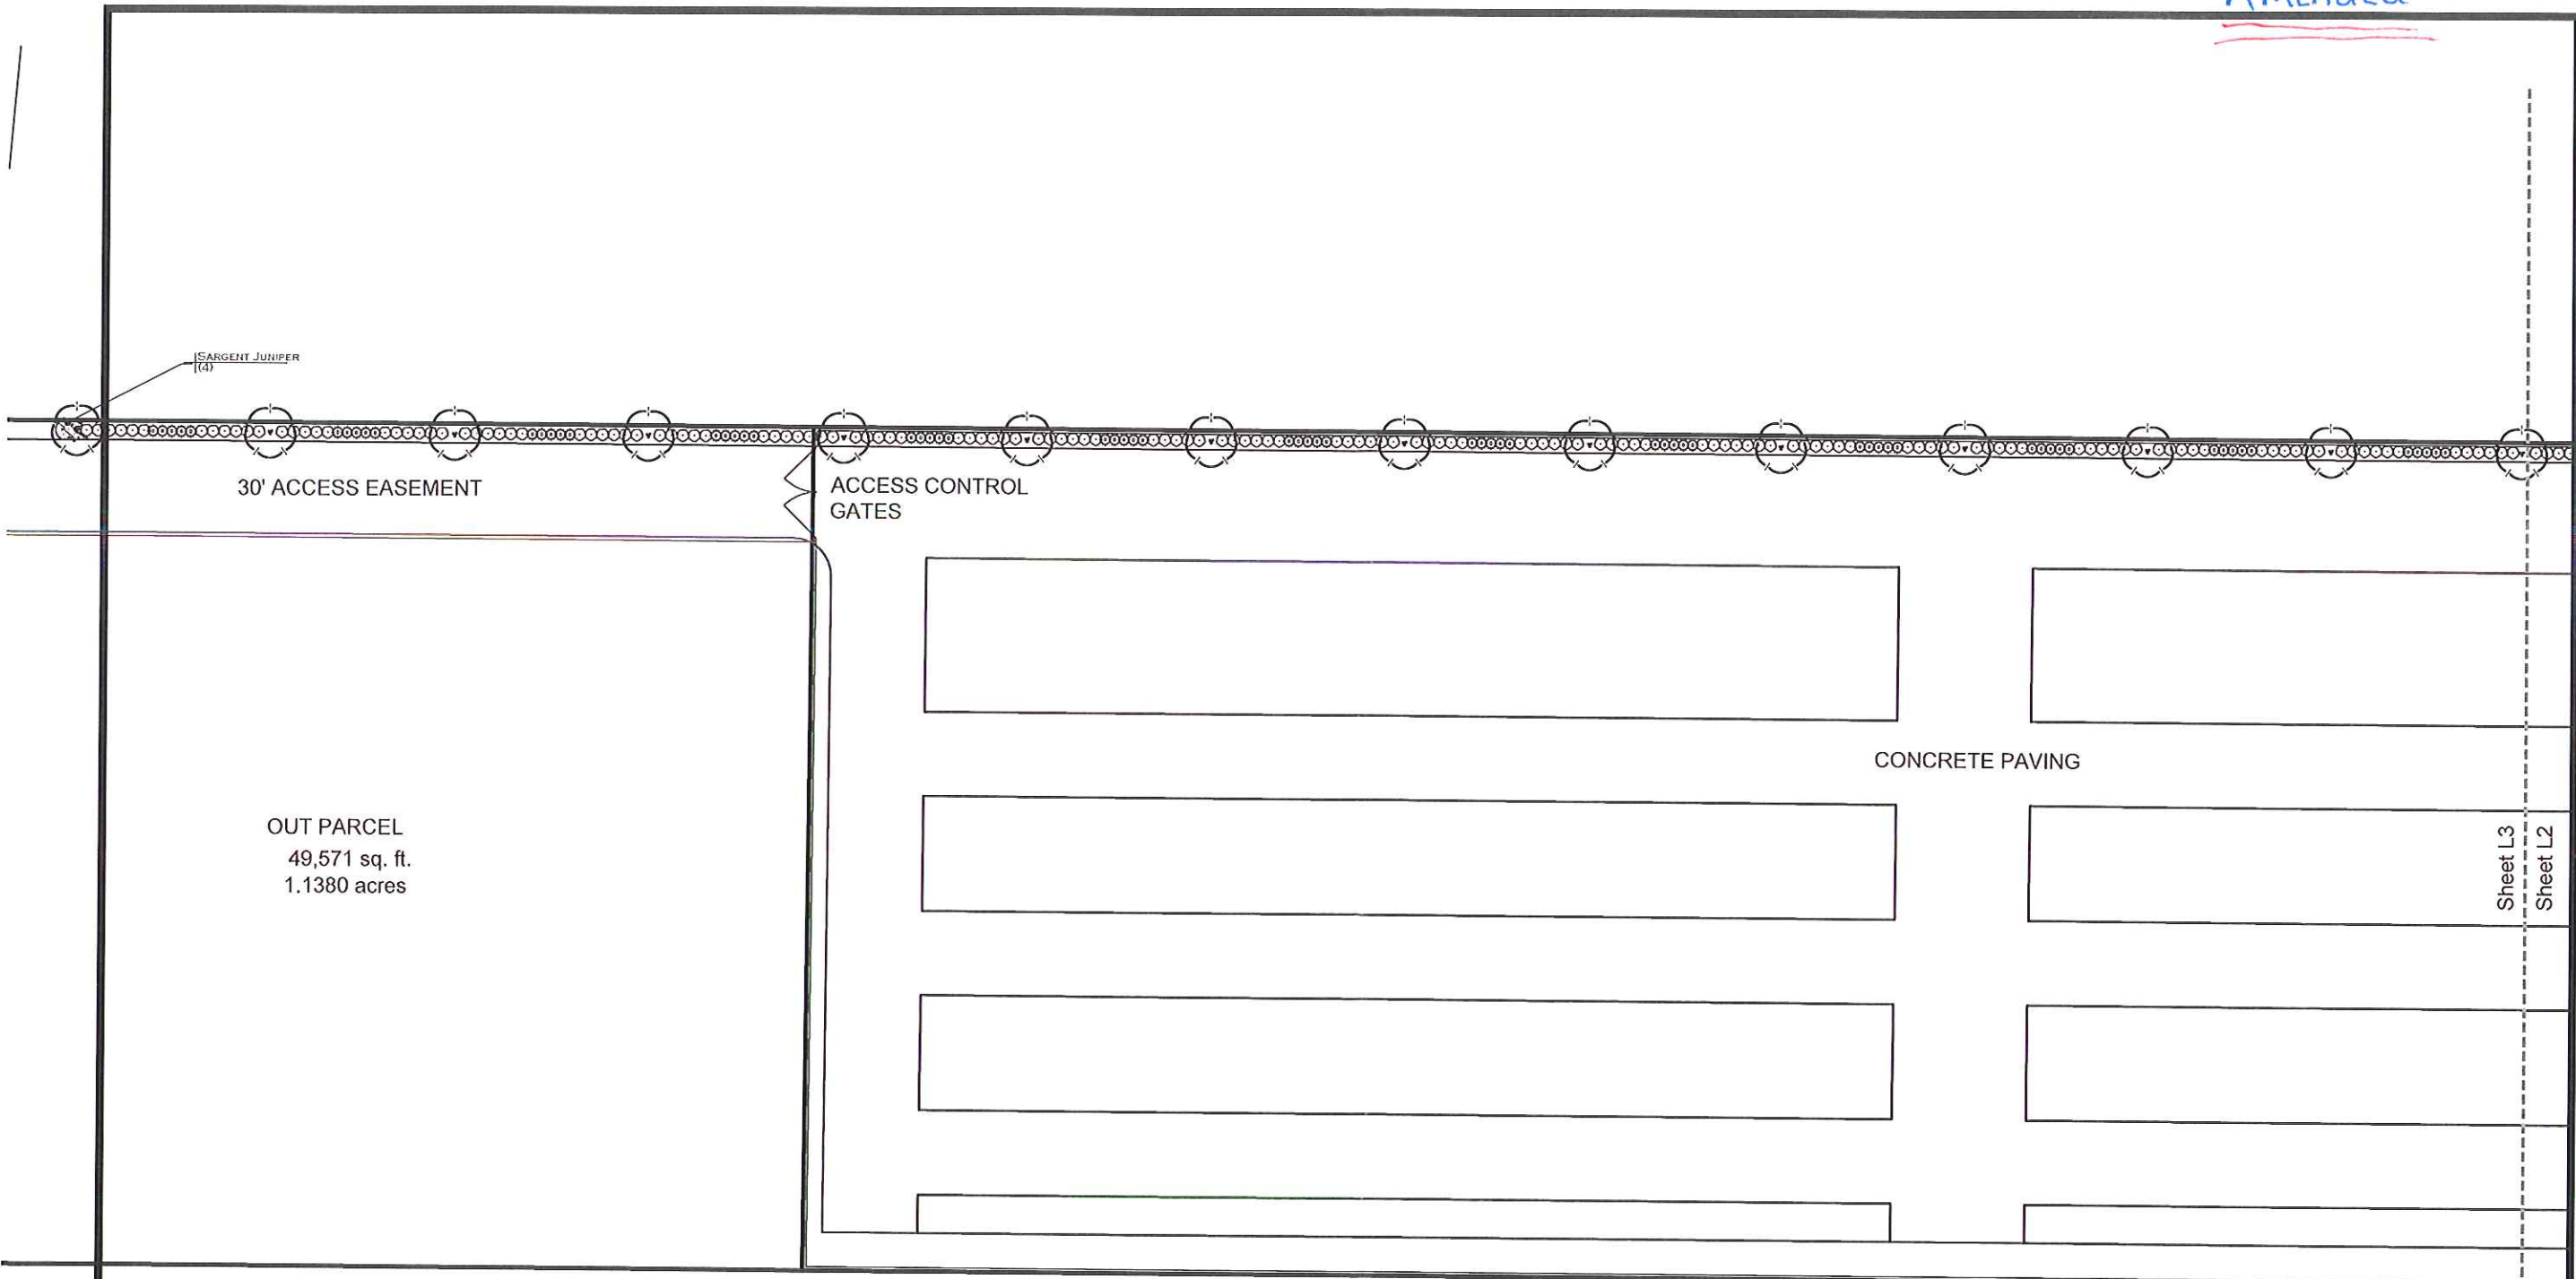 SARGENT JUNIPER
(4)
30' ACCESS EASEMENT
ACCESS CONTROL
GATES
CONCRETE PAVING
OUT PARCEL
49,571 sq. ft.
1.1380 acres
Sheet L3
Sheet L2